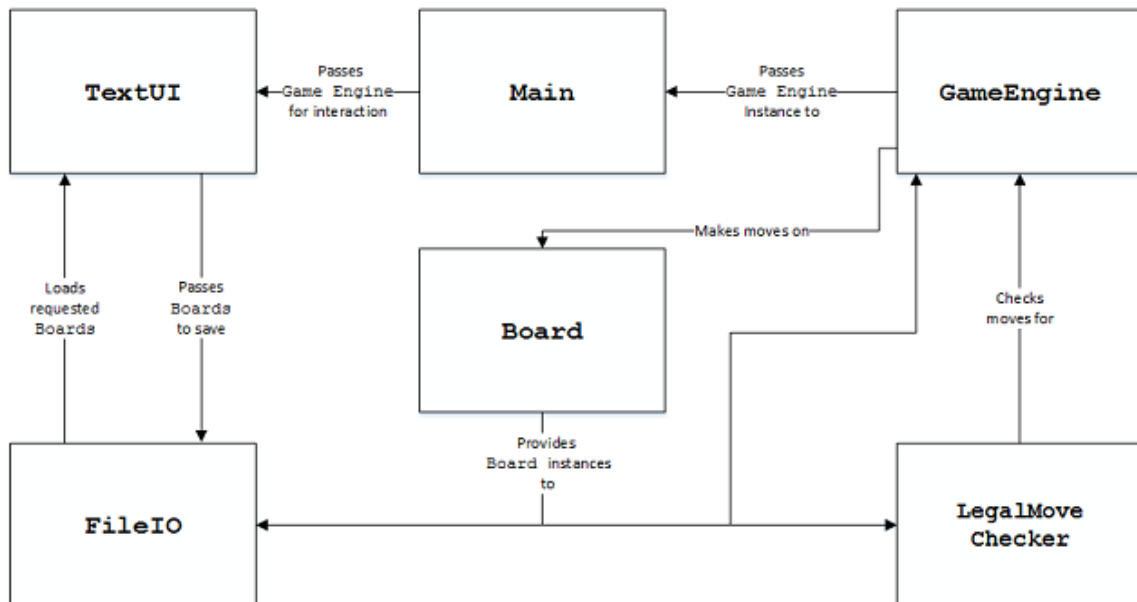 TextUI
Passes
Game Engine
for interaction
Main
Passes
Game Engine
Instance to
GameEngine
Makes moves on
Loads
requested
Boards
Passes
Boards
to save
Board
Checks
moves for
Provides
Board instances
to
FileIO
LegalMove
Checker